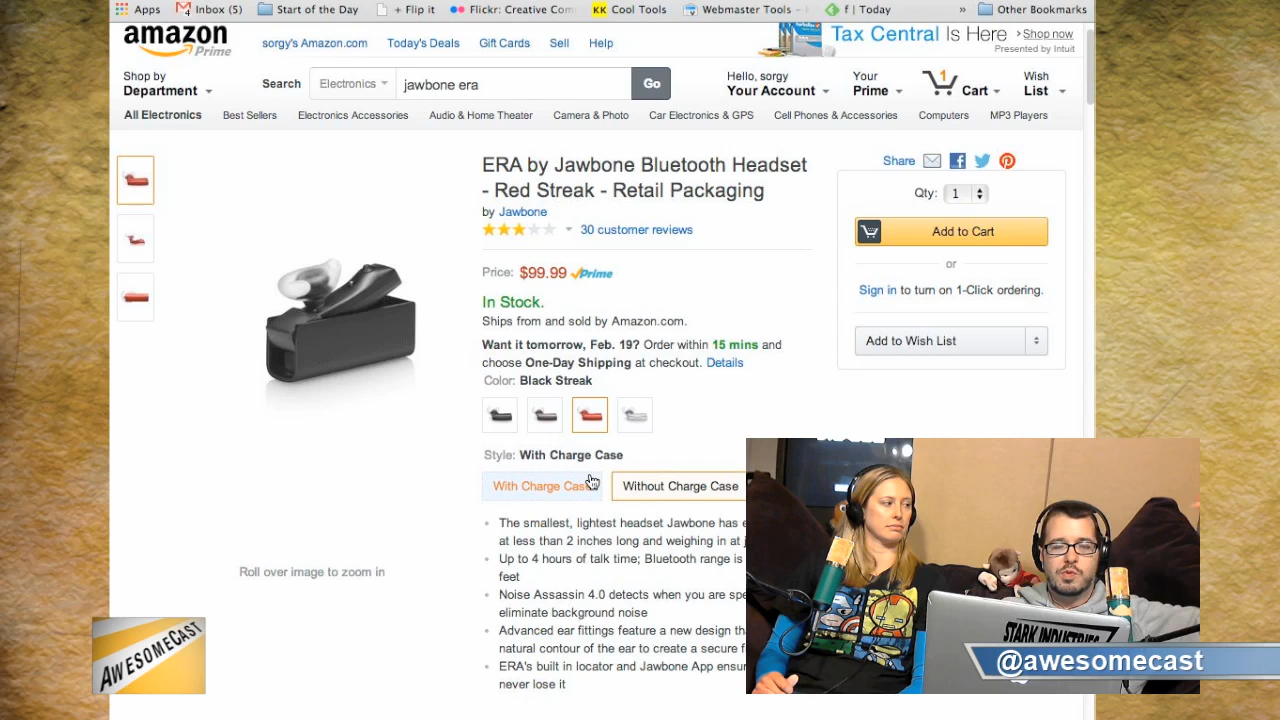 Apps
Inbox (5)
4
Start of the Day
+ Flip it
Flickr: Creative Com
KK Cool Tools
Webmaster Tools -
f | Today
»
Other Bookmarks
amazon
Prime
sorgy's Amazon.com
Today's Deals
Gift Cards
Sell
Help
Tax Central Is Here
› Shop now
Presented by Intuit
Shop by
Department
Search
Electronics
jawbone era
Go
Hello, sorgy
Your Account
Your
Prime
1
Cart
Wish
List
All Electronics
Best Sellers
Electronics Accessories
Audio & Home Theater
Camera & Photo
Car Electronics & GPS
Cell Phones & Accessories
Computers
MP3 Players
ERA by Jawbone Bluetooth Headset
- Red Streak - Retail Packaging
by Jawbone
30 customer reviews
Price: $99.99 Prime
In Stock.
Ships from and sold by Amazon.com.
Want it tomorrow, Feb. 19? Order within 15 mins and
choose One-Day Shipping at checkout. Details
Color: Black Streak
Style: With Charge Case
With Charge Case
Without Charge Case
• The smallest, lightest headset Jawbone has
at less than 2 inches long and weighing in at
• Up to 4 hours of talk time; Bluetooth range is
feet
• Noise Assassin 4.0 detects when you are
eliminate background noise
• Advanced ear fittings feature a new design
natural contour of the ear to create a secure
• ERA's built in locator and Jawbone App
never lose it
Share
Qty: 1
Add to Cart
or
Sign in to turn on 1-Click ordering.
Add to Wish List
Roll over image to zoom in
AwesomeCast
STARK INDUSTRIES
@awesomecast